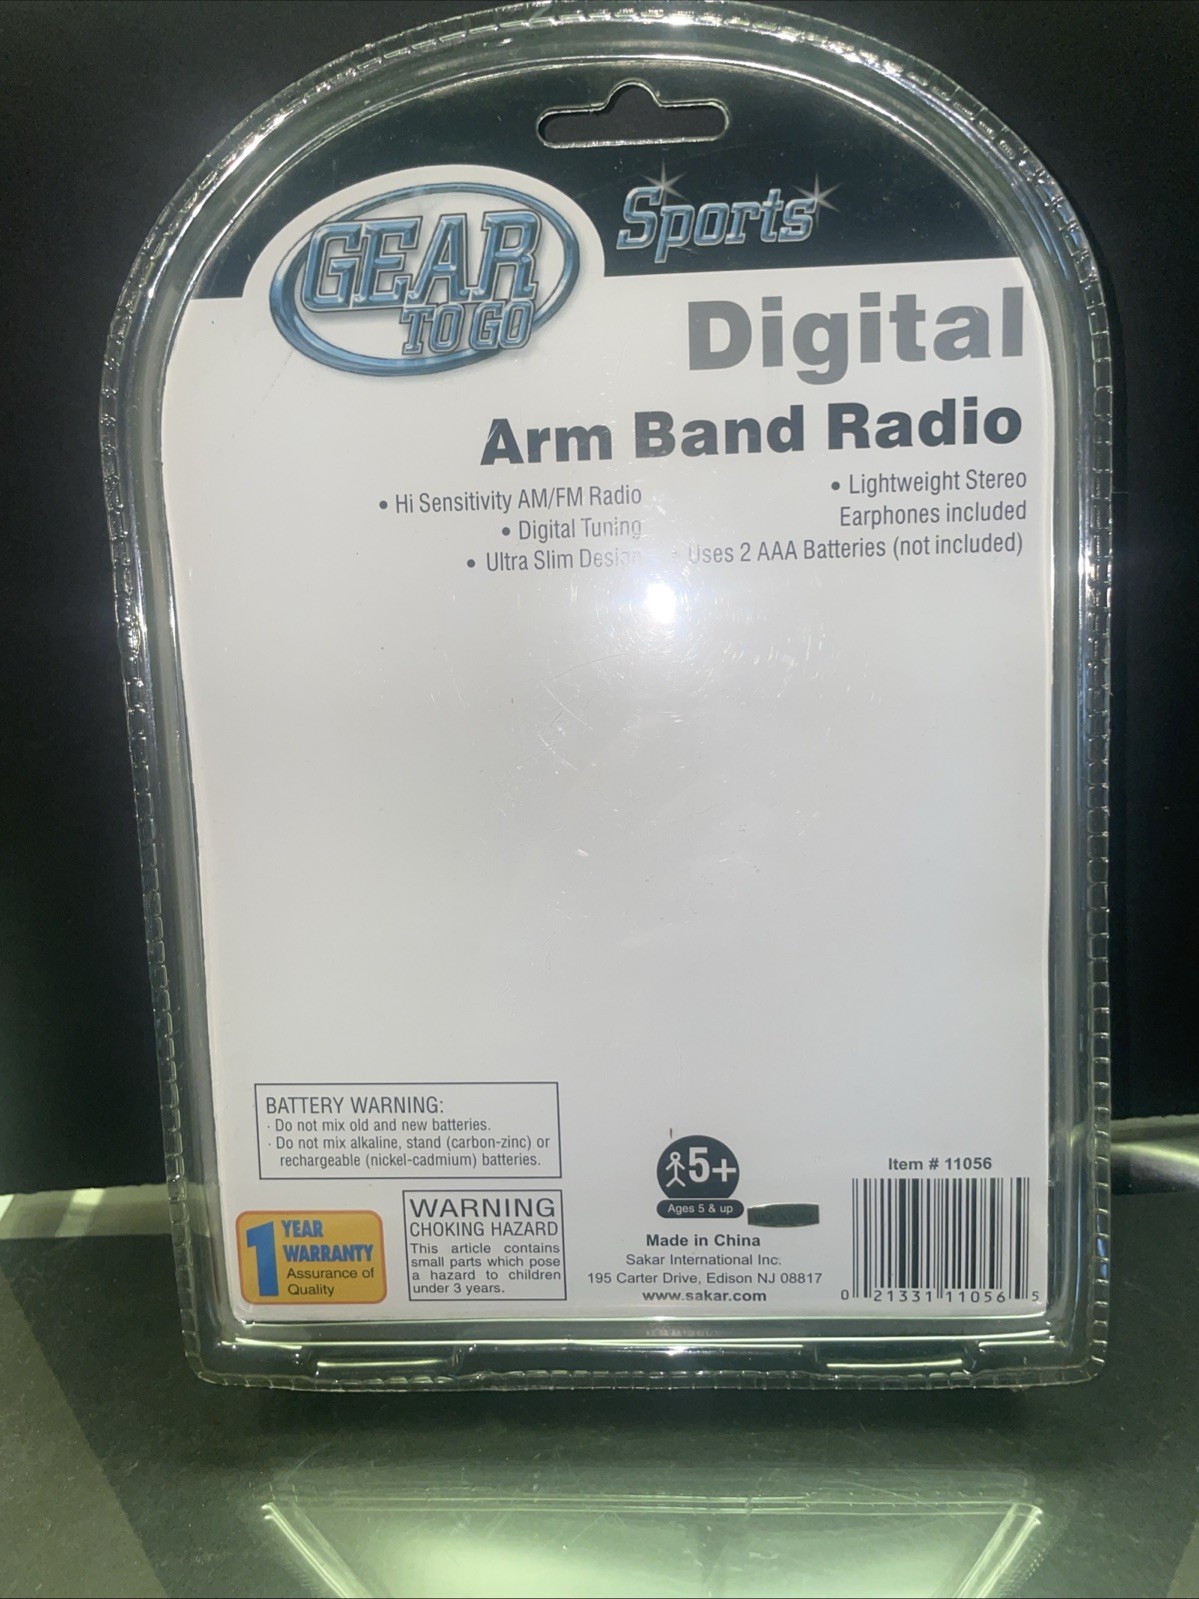 GEAR
TO GO
Sports
Digital
Arm Band Radio
• Hi Sensitivity AM/FM Radio
• Digital Tuning
• Ultra Slim Design
• Lightweight Stereo
Earphones included
• Uses 2 AAA Batteries (not included)
BATTERY WARNING:
· Do not mix old and new batteries.
· Do not mix alkaline, stand (carbon-zinc) or
rechargeable (nickel-cadmium) batteries.
1 YEAR
WARRANTY
Assurance of
Quality
WARNING
CHOKING HAZARD
This article contains
small parts which pose
a hazard to children
under 3 years.
5+
Ages 5 & up
Made in China
Sakar International Inc.
195 Carter Drive, Edison NJ 08817
www.sakar.com
Item # 11056
0 21331 11056 5